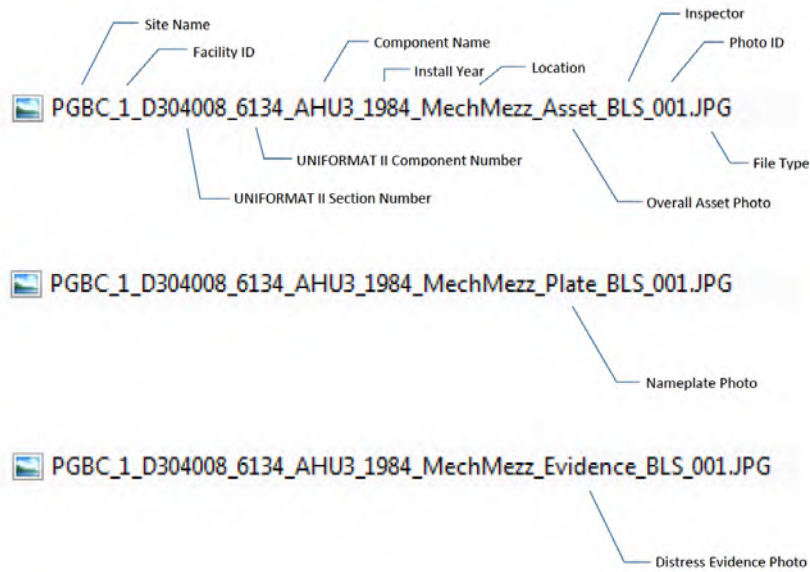 Site Name
Inspector
Facility ID
Component Name
Photo ID
Install Year
Location
PGBC_1_D304008_6134_AHU3_1984_MechMezz_Asset_BLS_001.JPG
UNIFORMAT II Component Number
File Type
UNIFORMAT II Section Number
Overall Asset Photo
PGBC_1_D304008_6134_AHU3_1984_MechMezz_Plate_BLS_001.JPG
Nameplate Photo
PGBC_1_D304008_6134_AHU3_1984_MechMezz_Evidence_BLS_001.JPG
Distress Evidence Photo